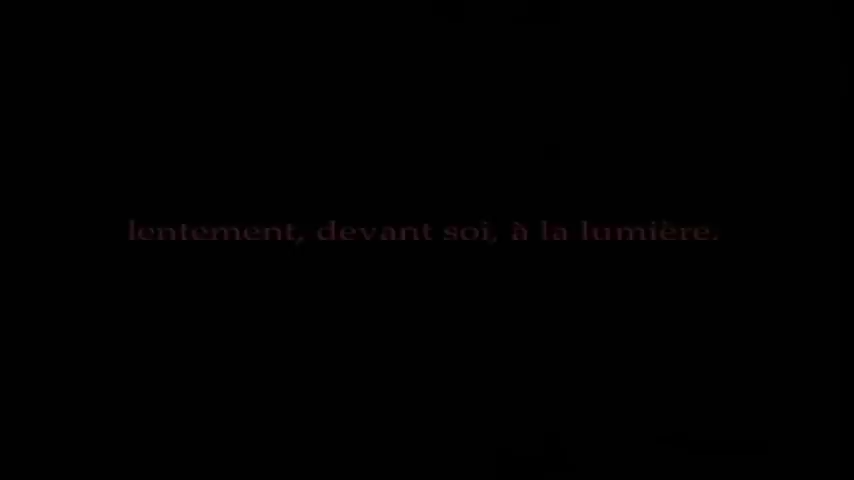 lentement, devant soi, à la lumière.